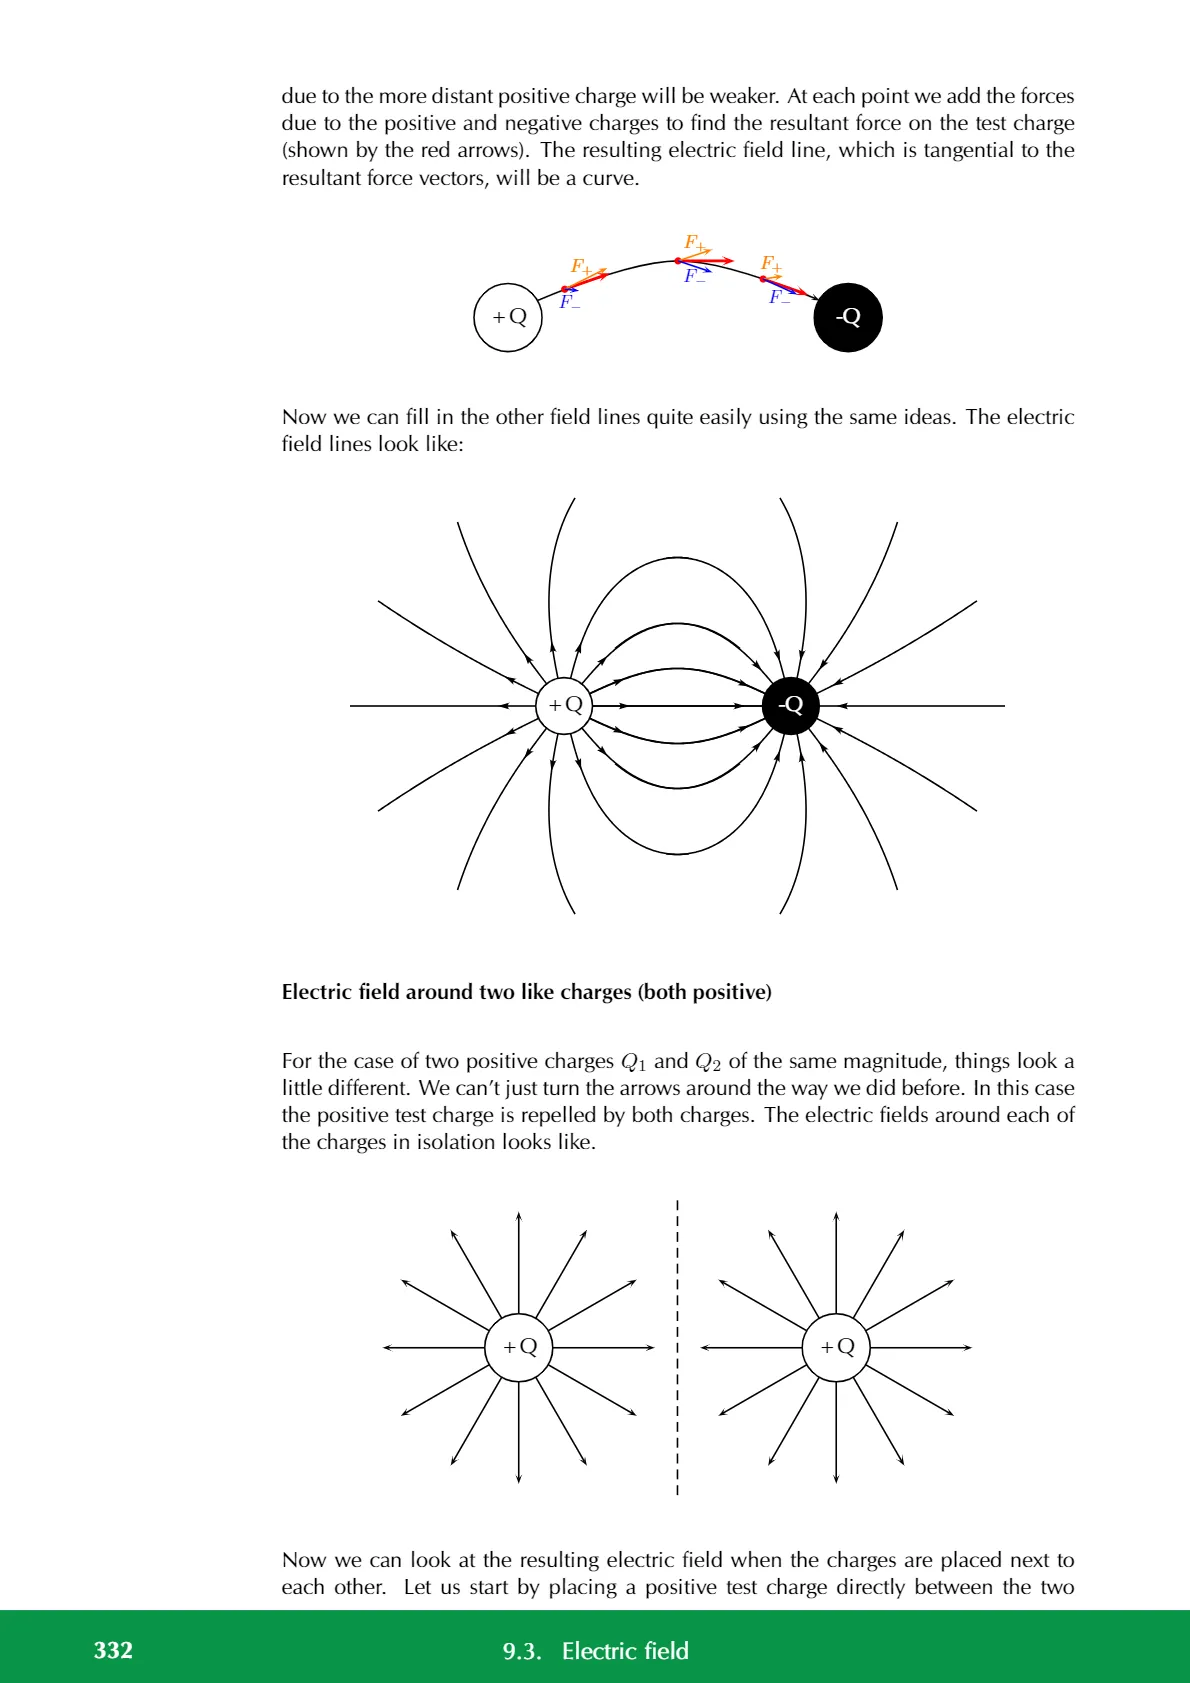 due to the more distant positive charge will be weaker. At each point we add the forces
due to the positive and negative charges to find the resultant force on the test charge
(shown by the red arrows). The resulting electric field line, which is tangential to the
resultant force vectors, will be a curve.
F+
F+
F+
F−
F−
F−
+Q
-Q
Now we can fill in the other field lines quite easily using the same ideas. The electric
field lines look like:
+Q
-Q
Electric field around two like charges (both positive)
For the case of two positive charges Q1 and Q2 of the same magnitude, things look a
little different. We can’t just turn the arrows around the way we did before. In this case
the positive test charge is repelled by both charges. The electric fields around each of
the charges in isolation looks like.
+Q
+Q
Now we can look at the resulting electric field when the charges are placed next to
each other. Let us start by placing a positive test charge directly between the two
332
9.3. Electric field